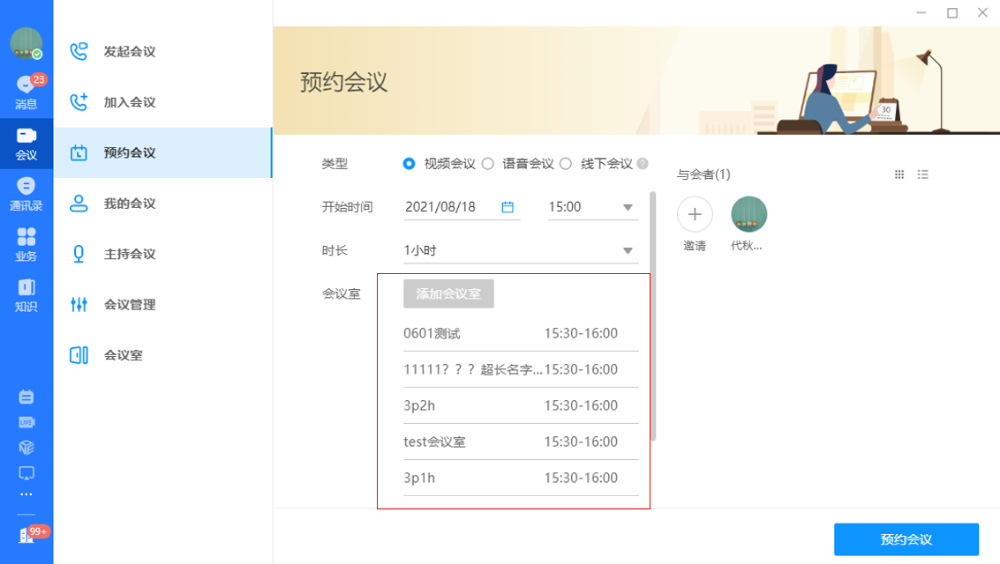 23
消息
会议
通讯录
业务
知识
LIVE
99+
发起会议
加入会议
预约会议
我的会议
主持会议
会议管理
会议室
预约会议
30
类型
视频会议
语音会议
线下会议
?
开始时间
2021/08/18
15:00
时长
1小时
会议室
添加会议室
0601测试 15:30-16:00
11111? ? ? 超长名字... 15:30-16:00
3p2h 15:30-16:00
test会议室 15:30-16:00
3p1h 15:30-16:00
与会者(1)
邀请
代秋...
预约会议